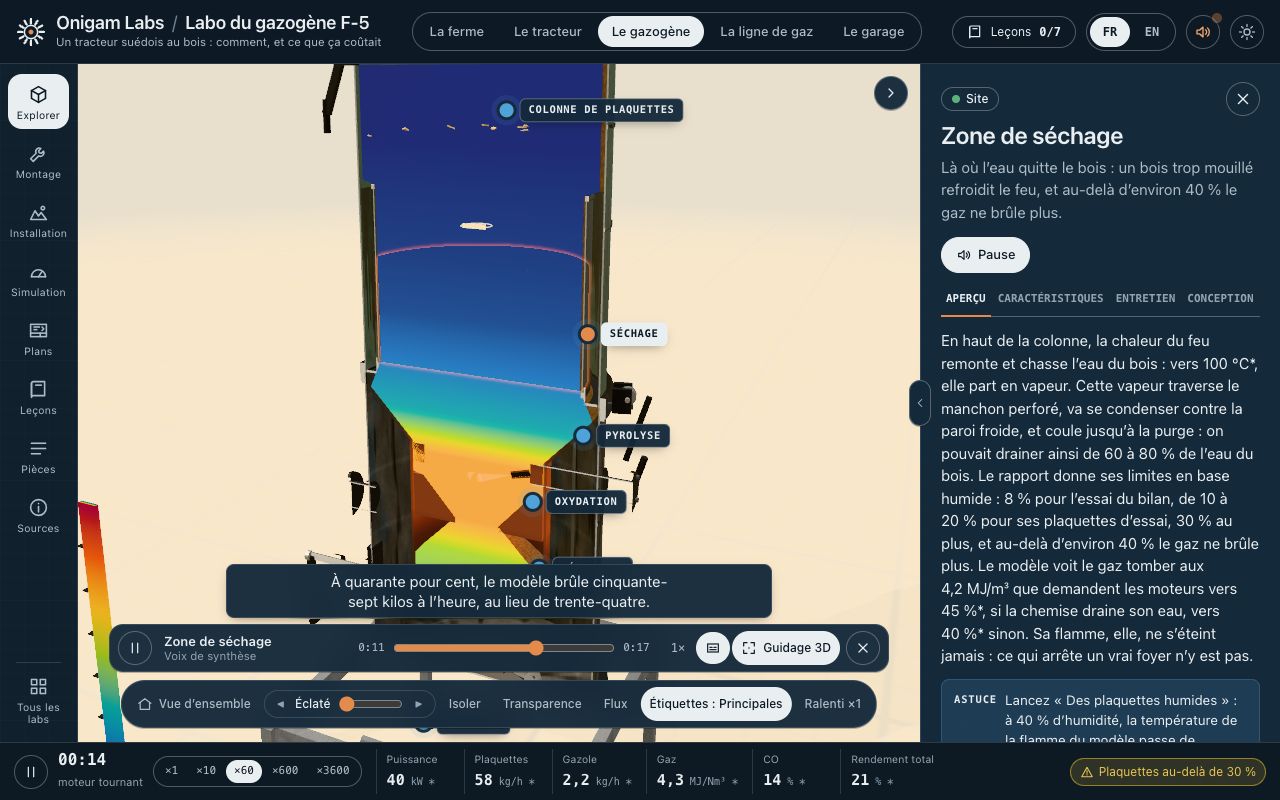 Onigam Labs / Labo du gazogène F-5
Un tracteur suédois au bois : comment, et ce que ça coûtait
La ferme
Le tracteur
Le gazogène
La ligne de gaz
Le garage
Leçons 0/7
FR
EN
Explorer
Montage
Installation
Simulation
Plans
Leçons
Pièces
Sources
Tous les
labs
COLONNE DE PLAQUETTES
SÉCHAGE
PYROLYSE
OXYDATION
À quarante pour cent, le modèle brûle cinquante-
sept kilos à l’heure, au lieu de trente-quatre.
Zone de séchage
Voix de synthèse
0:11
0:17
1×
Guidage 3D
Vue d’ensemble
Éclaté
Isoler
Transparence
Flux
Étiquettes : Principales
Ralenti ×1
Site
Zone de séchage
Là où l’eau quitte le bois : un bois trop mouillé
refroidit le feu, et au-delà d’environ 40 % le
gaz ne brûle plus.
Pause
APERÇU
CARACTÉRISTIQUES
ENTRETIEN
CONCEPTION
En haut de la colonne, la chaleur du feu
remonte et chasse l’eau du bois : vers 100 °C*,
elle part en vapeur. Cette vapeur traverse le
manchon perforé, va se condenser contre la
paroi froide, et coule jusqu’à la purge : on
pouvait drainer ainsi de 60 à 80 % de l’eau du
bois. Le rapport donne ses limites en base
humide : 8 % pour l’essai du bilan, de 10 à
20 % pour ses plaquettes d’essai, 30 % au
plus, et au-delà d’environ 40 % le gaz ne brûle
plus. Le modèle voit le gaz tomber aux
4,2 MJ/m³ que demandent les moteurs vers
45 %*, si la chemise draine son eau, vers
40 %* sinon. Sa flamme, elle, ne s’éteint
jamais : ce qui arrête un vrai foyer n’y est pas.
ASTUCE
Lancez « Des plaquettes humides » :
à 40 % d’humidité, la température de
la flamme du modèle passe de
00:14
moteur tournant
×1
×10
×60
×600
×3600
Puissance
40 kW *
Plaquettes
58 kg/h *
Gazole
2,2 kg/h *
Gaz
4,3 MJ/Nm³ *
CO
14 % *
Rendement total
21 % *
Plaquettes au-delà de 30 %